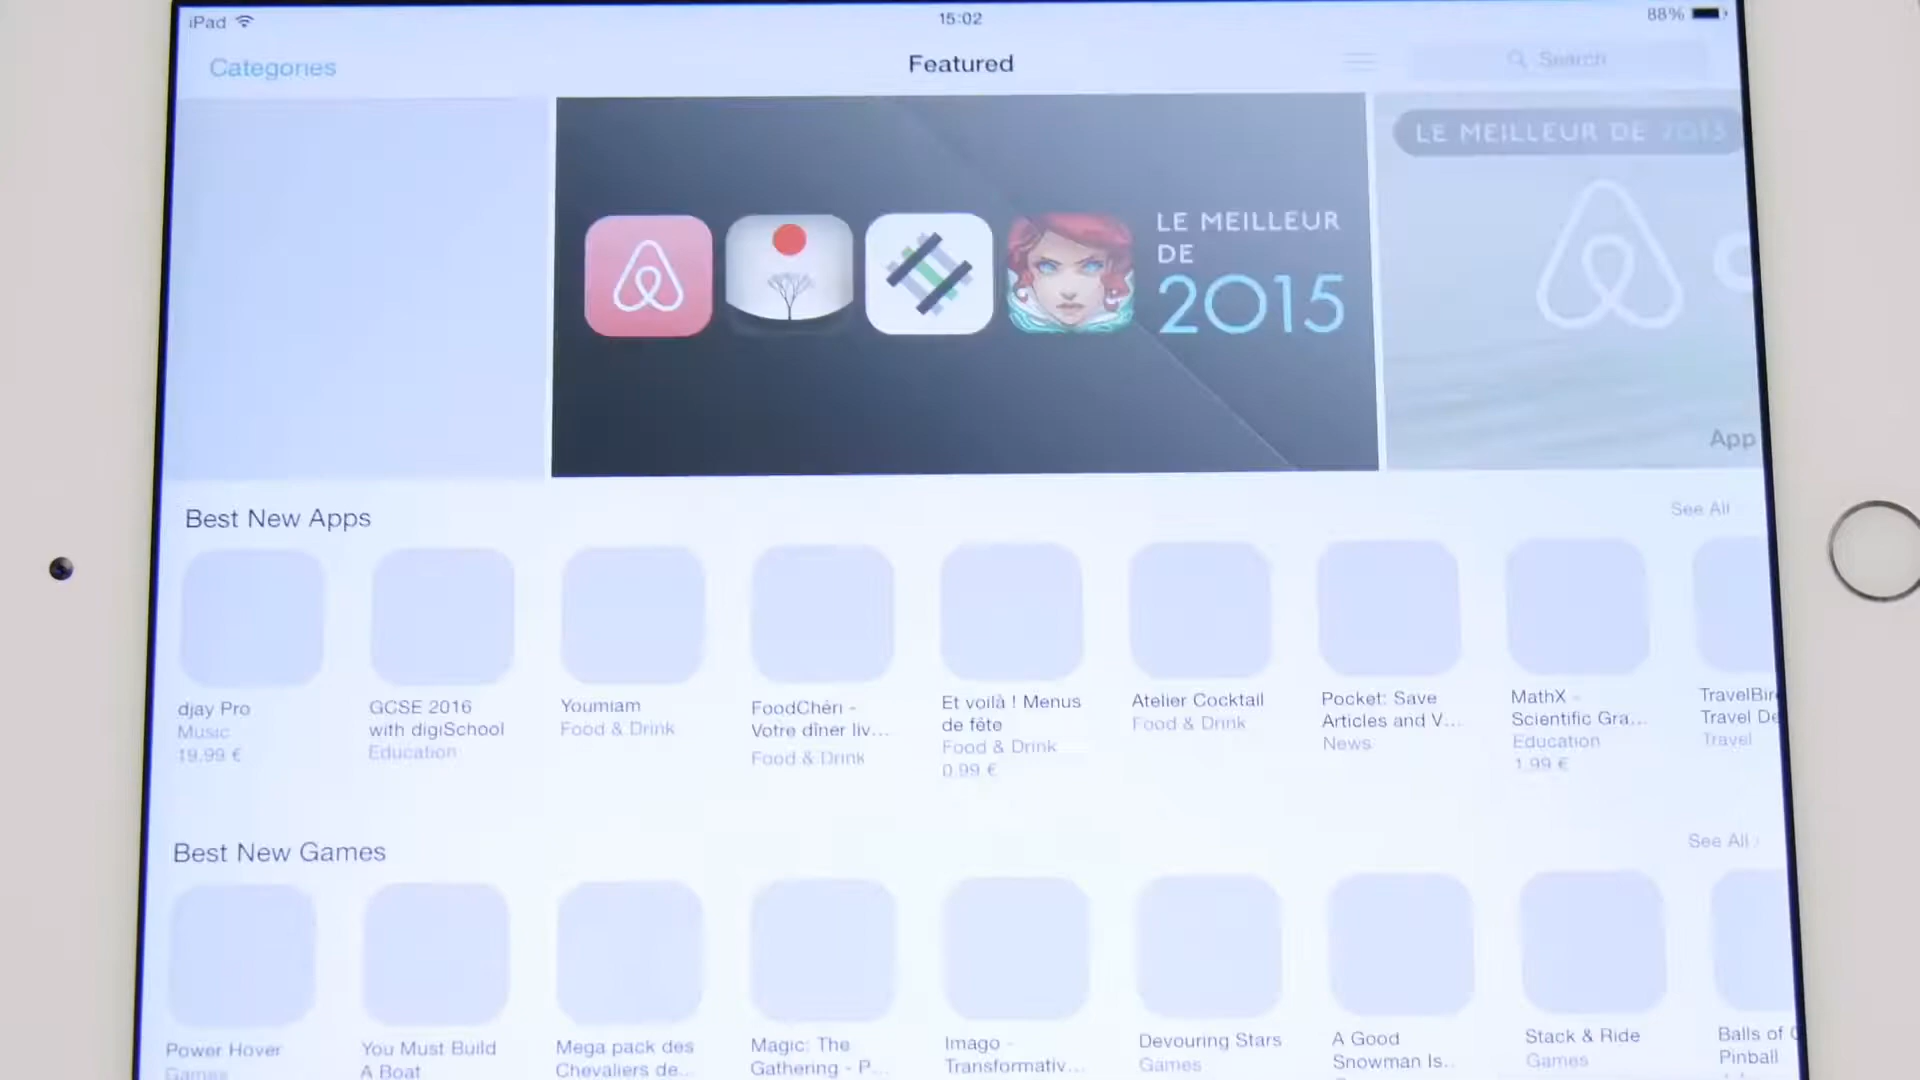 iPad
15:02
88%
Categories
Featured
Search
LE MEILLEUR
DE
2015
LE MEILLEUR DE 2015
App
Best New Apps
See All
djay Pro
Music
19,99 €
GCSE 2016
with digiSchool
Education
Youmiam
Food & Drink
FoodChéri -
Votre dîner liv...
Food & Drink
Et voilà ! Menus
de fête
Food & Drink
0,99 €
Atelier Cocktail
Food & Drink
Pocket: Save
Articles and V...
News
MathX -
Scientific Gra...
Education
1,99 €
TravelBir
Travel De
Travel
Best New Games
See All
Power Hover
Games
You Must Build
A Boat
Mega pack des
Chevaliers de...
Magic: The
Gathering - P...
Imago -
Transformativ...
Devouring Stars
Games
A Good
Snowman Is...
Stack & Ride
Games
Balls of
Pinball